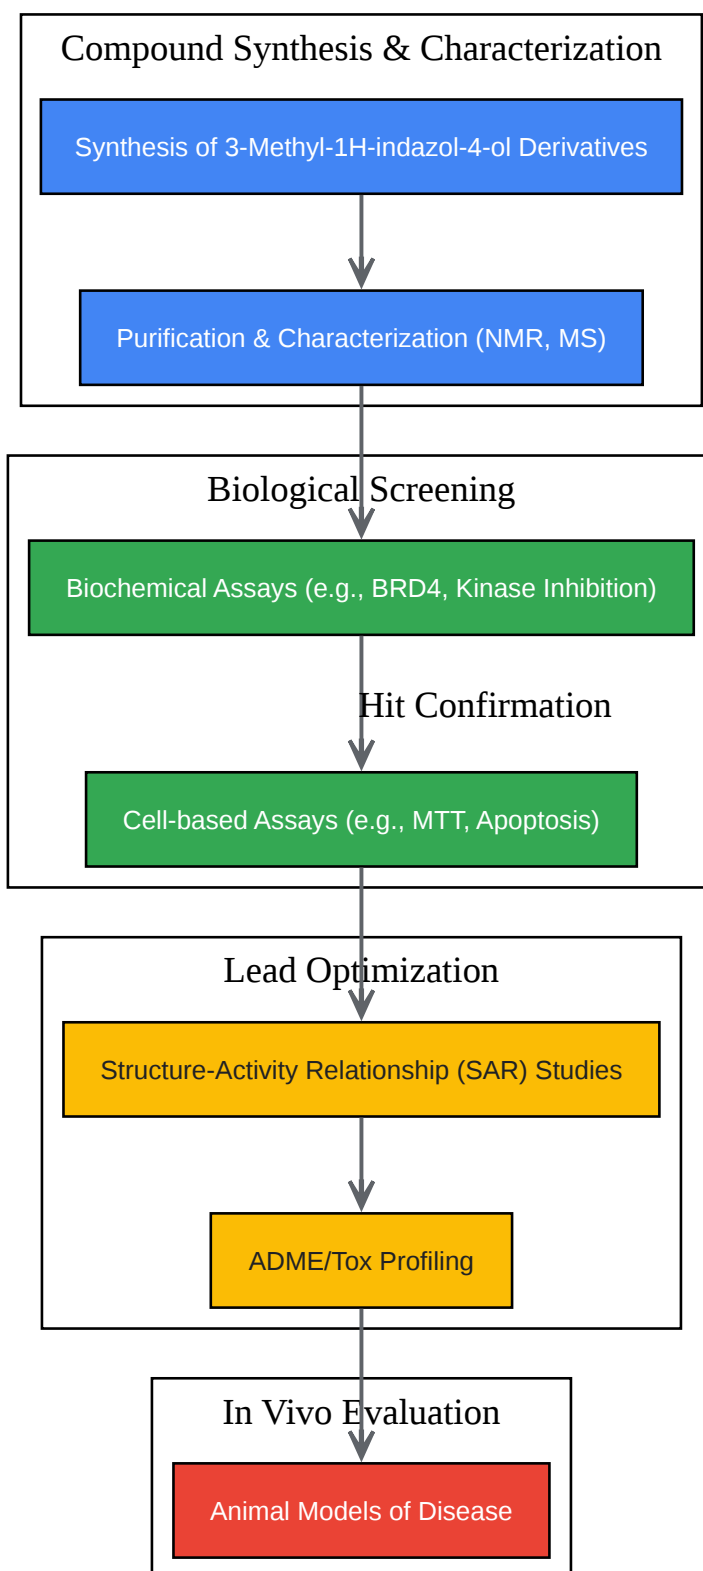 Compound Synthesis & Characterization
Synthesis of 3-Methyl-1H-indazol-4-ol Derivatives
Purification & Characterization (NMR, MS)
Biological Screening
Biochemical Assays (e.g., BRD4, Kinase Inhibition)
Hit Confirmation
Cell-based Assays (e.g., MTT, Apoptosis)
Lead Optimization
Structure-Activity Relationship (SAR) Studies
ADME/Tox Profiling
In Vivo Evaluation
Animal Models of Disease